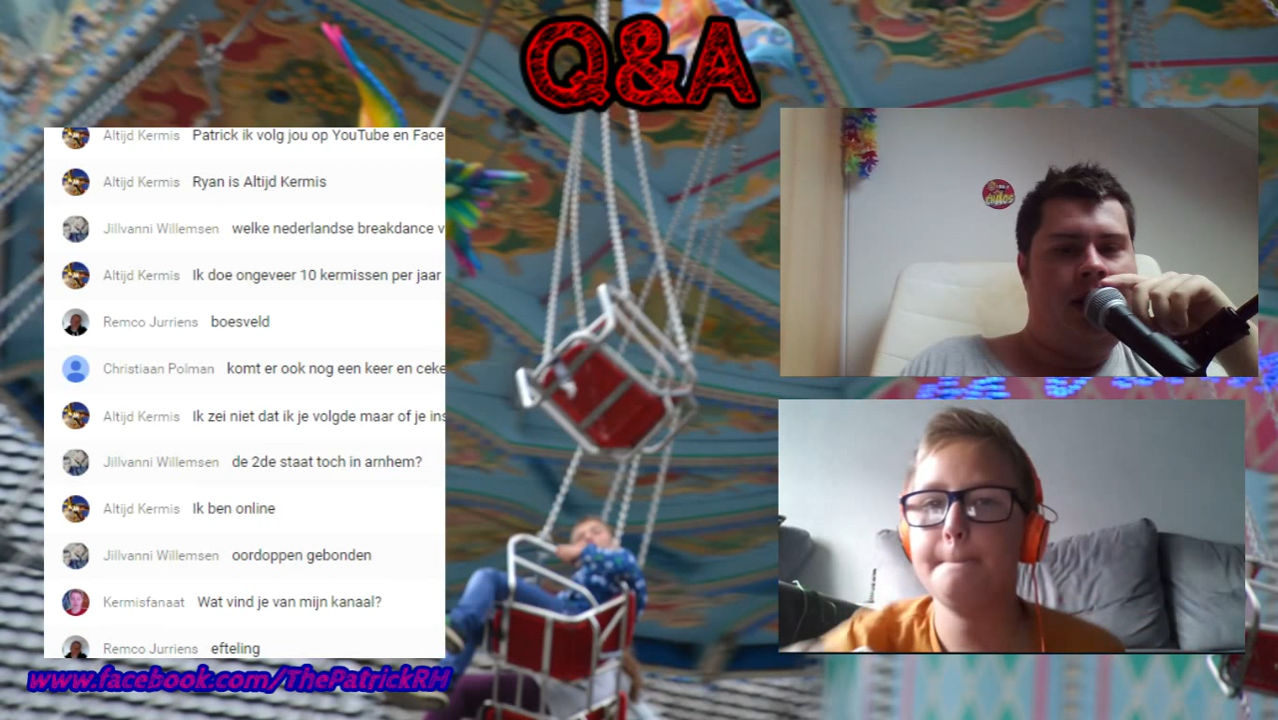 Q&A
Altijd Kermis Patrick ik volg jou op YouTube en Face
Altijd Kermis Ryan is Altijd Kermis
Jillvanni Willemsen welke nederlandse breakdance v
Altijd Kermis Ik doe ongeveer 10 kermissen per jaar
Remco Jurriens boesveld
Christiaan Polman komt er ook nog een keer en ceke
Altijd Kermis Ik zei niet dat ik je volgde maar of je ins
Jillvanni Willemsen de 2de staat toch in arnhem?
Altijd Kermis Ik ben online
Jillvanni Willemsen oordoppen gebonden
Kermisfanaat Wat vind je van mijn kanaal?
Remco Jurriens efteling
www.facebook.com/ThePatrickRH
CHAOS